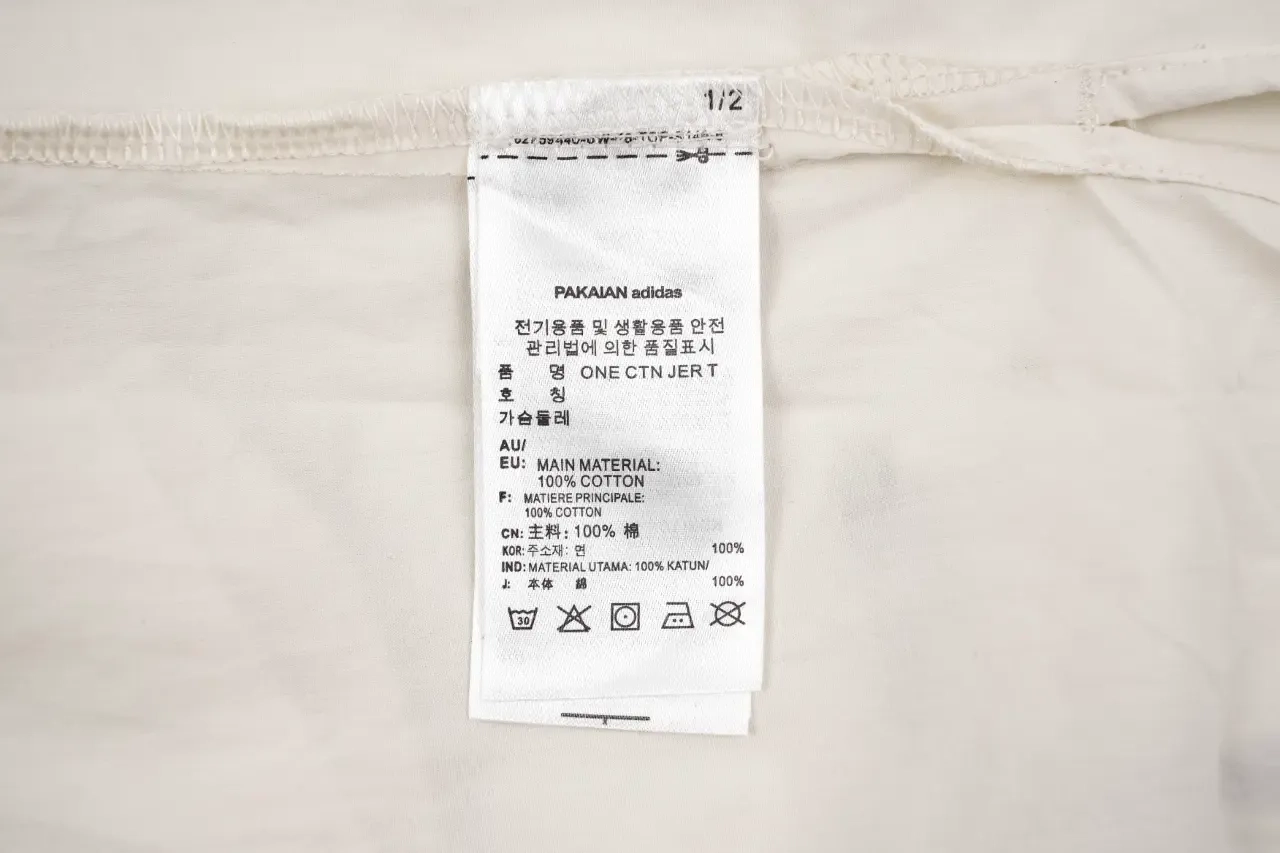 1/2
PAKAIAN adidas
전기용품 및 생활용품 안전
관리법에 의한 품질표시
품 명 ONE CTN JER T
호 칭
가슴둘레
AU/
EU: MAIN MATERIAL:
100% COTTON
F: MATIERE PRINCIPALE:
100% COTTON
CN: 主料: 100% 棉
KOR: 주소재: 면 100%
IND: MATERIAL UTAMA: 100% KATUN/
J: 本体 綿 100%
30